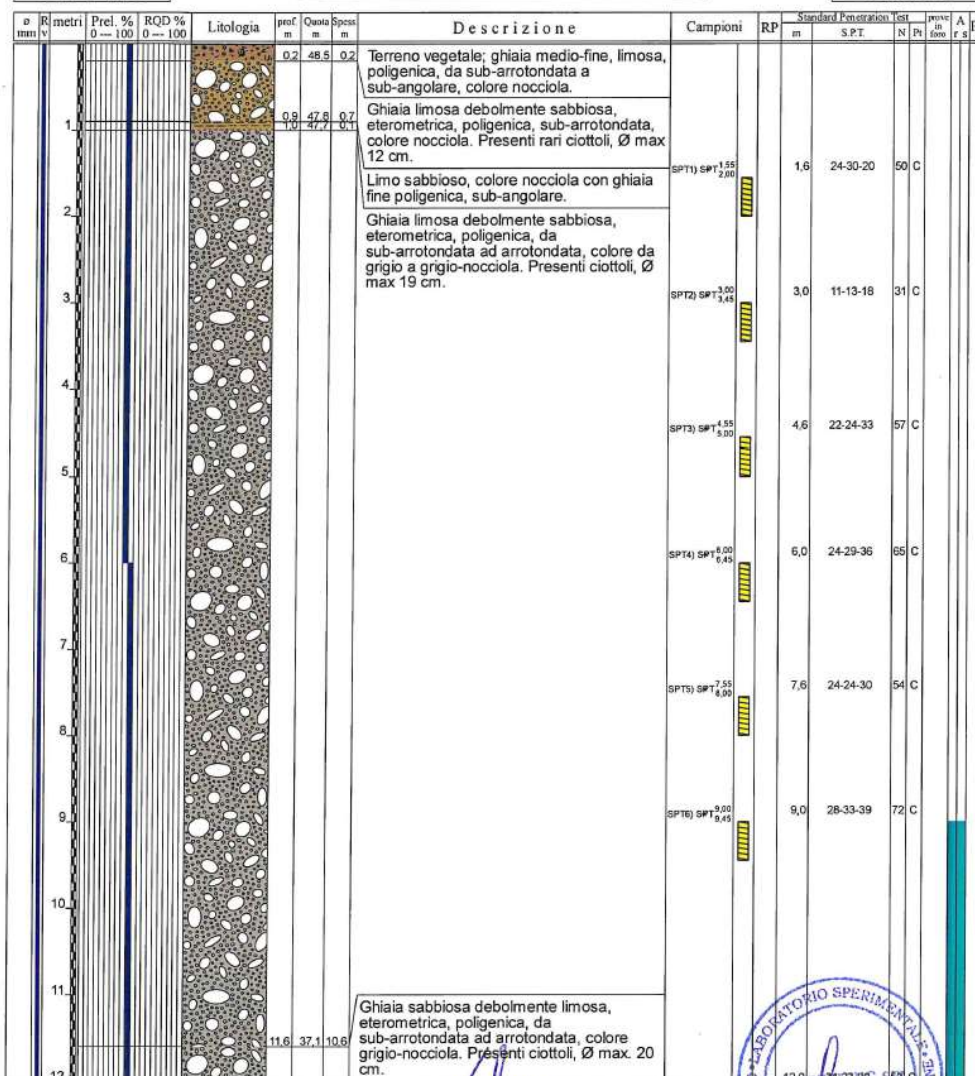 ø mm R v metri Prel. % 0 --- 100 RQD % 0 --- 100 Litologia prof. m Quota m Spess m Descrizione Campioni RP Standard Penetration Test m S.P.T. N Pt prove in foro A r s
0,2 48,5 0,2 Terreno vegetale; ghiaia medio-fine, limosa,
poligenica, da sub-arrotondata a
sub-angolare, colore nocciola.
0,9 47,8 0,7 Ghiaia limosa debolmente sabbiosa,
eterometrica, poligenica, sub-arrotondata,
colore nocciola. Presenti rari ciottoli, Ø max
12 cm.
1 1,0 47,7 0,1
Limo sabbioso, colore nocciola con ghiaia
fine poligenica, sub-angolare.
SPT1) SPT 1,55 2,00 1,6 24-30-20 50 C
2
Ghiaia limosa debolmente sabbiosa,
eterometrica, poligenica, da
sub-arrotondata ad arrotondata, colore da
grigio a grigio-nocciola. Presenti ciottoli, Ø
max 19 cm.
3 SPT2) SPT 3,00 3,45 3,0 11-13-18 31 C
4
SPT3) SPT 4,55 5,00 4,6 22-24-33 57 C
5
6 SPT4) SPT 6,00 6,45 6,0 24-29-36 65 C
7
SPT5) SPT 7,55 8,00 7,6 24-24-30 54 C
8
9 SPT6) SPT 9,00 9,45 9,0 28-33-39 72 C
10
11
11,6 37,1 10,6 Ghiaia sabbiosa debolmente limosa,
eterometrica, poligenica, da
sub-arrotondata ad arrotondata, colore
grigio-nocciola. Presenti ciottoli, Ø max. 20
cm.
12
LABORATORIO SPERIMENTALE